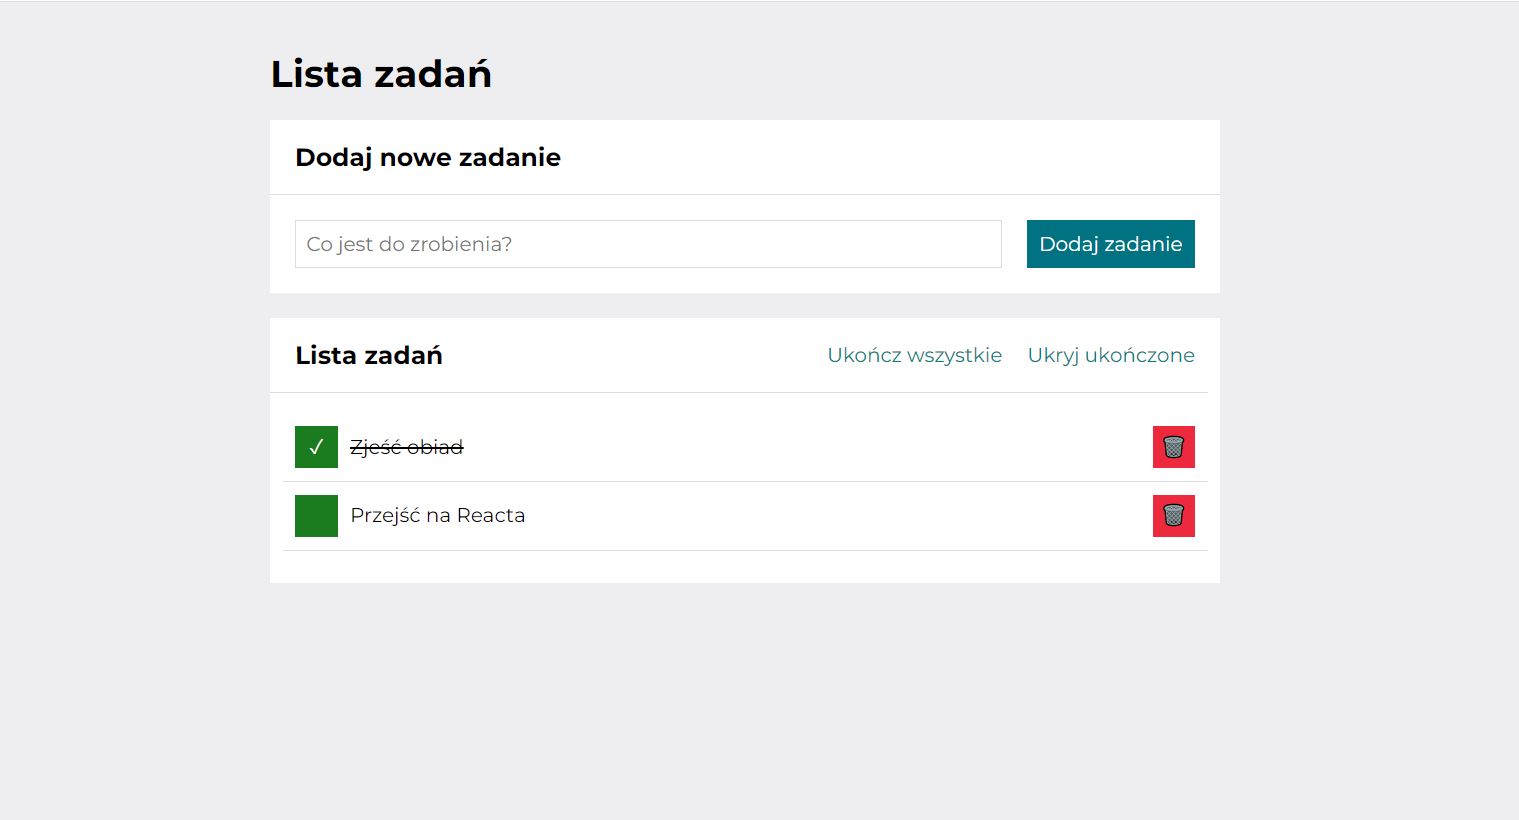 Lista zadań
Dodaj nowe zadanie
Co jest do zrobienia?
Dodaj zadanie
Lista zadań
Ukończ wszystkie
Ukryj ukończone
✓ Zjeść obiad
Przejść na Reacta